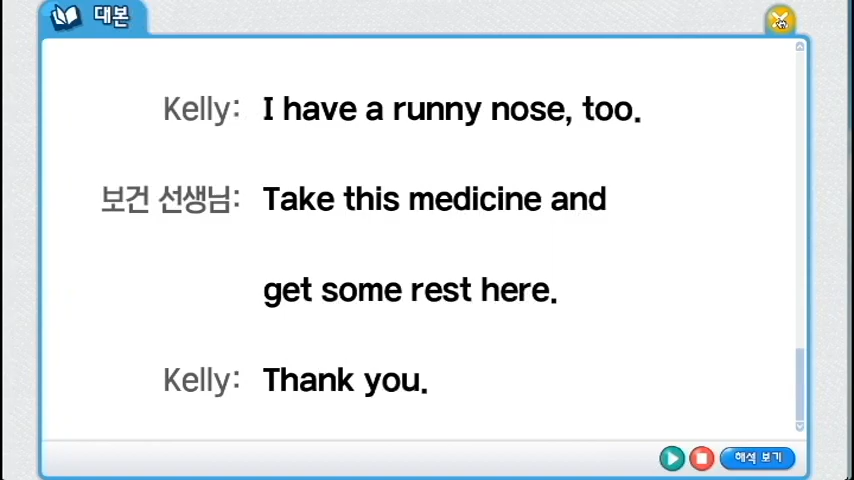 대본
Kelly: I have a runny nose, too.
보건 선생님: Take this medicine and
get some rest here.
Kelly: Thank you.
해석 보기